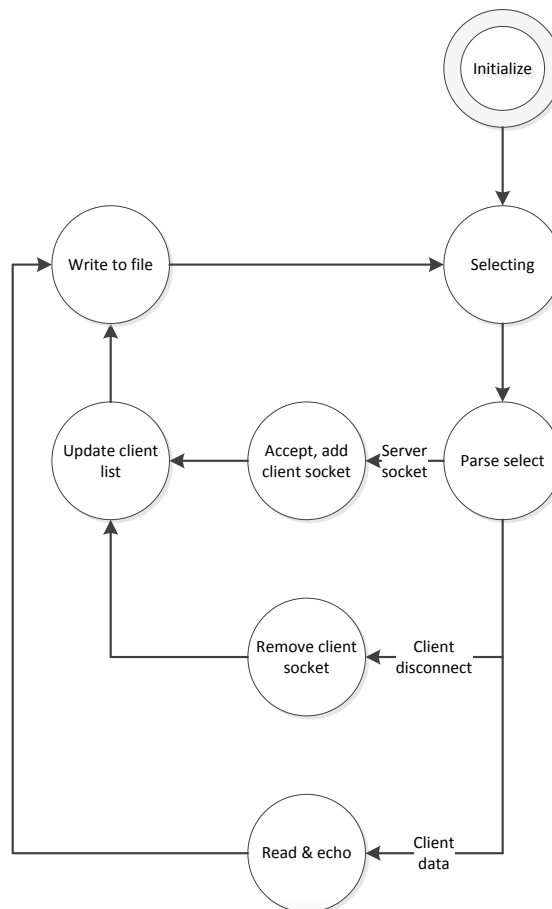 Initialize
Write to file
Selecting
Update client
list
Accept, add
client socket
Server
socket
Parse select
Remove client
socket
Client
disconnect
Read & echo
Client
data